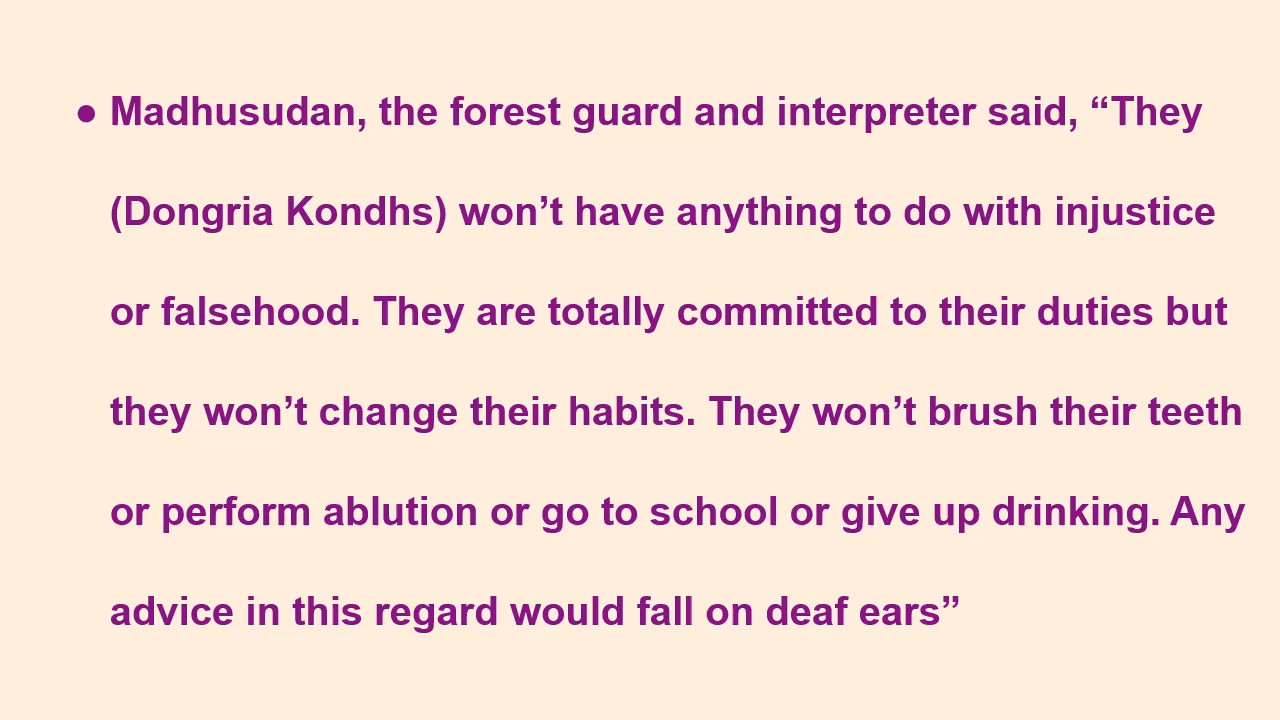 ● Madhusudan, the forest guard and interpreter said, “They
(Dongria Kondhs) won’t have anything to do with injustice
or falsehood. They are totally committed to their duties but
they won’t change their habits. They won’t brush their teeth
or perform ablution or go to school or give up drinking. Any
advice in this regard would fall on deaf ears”